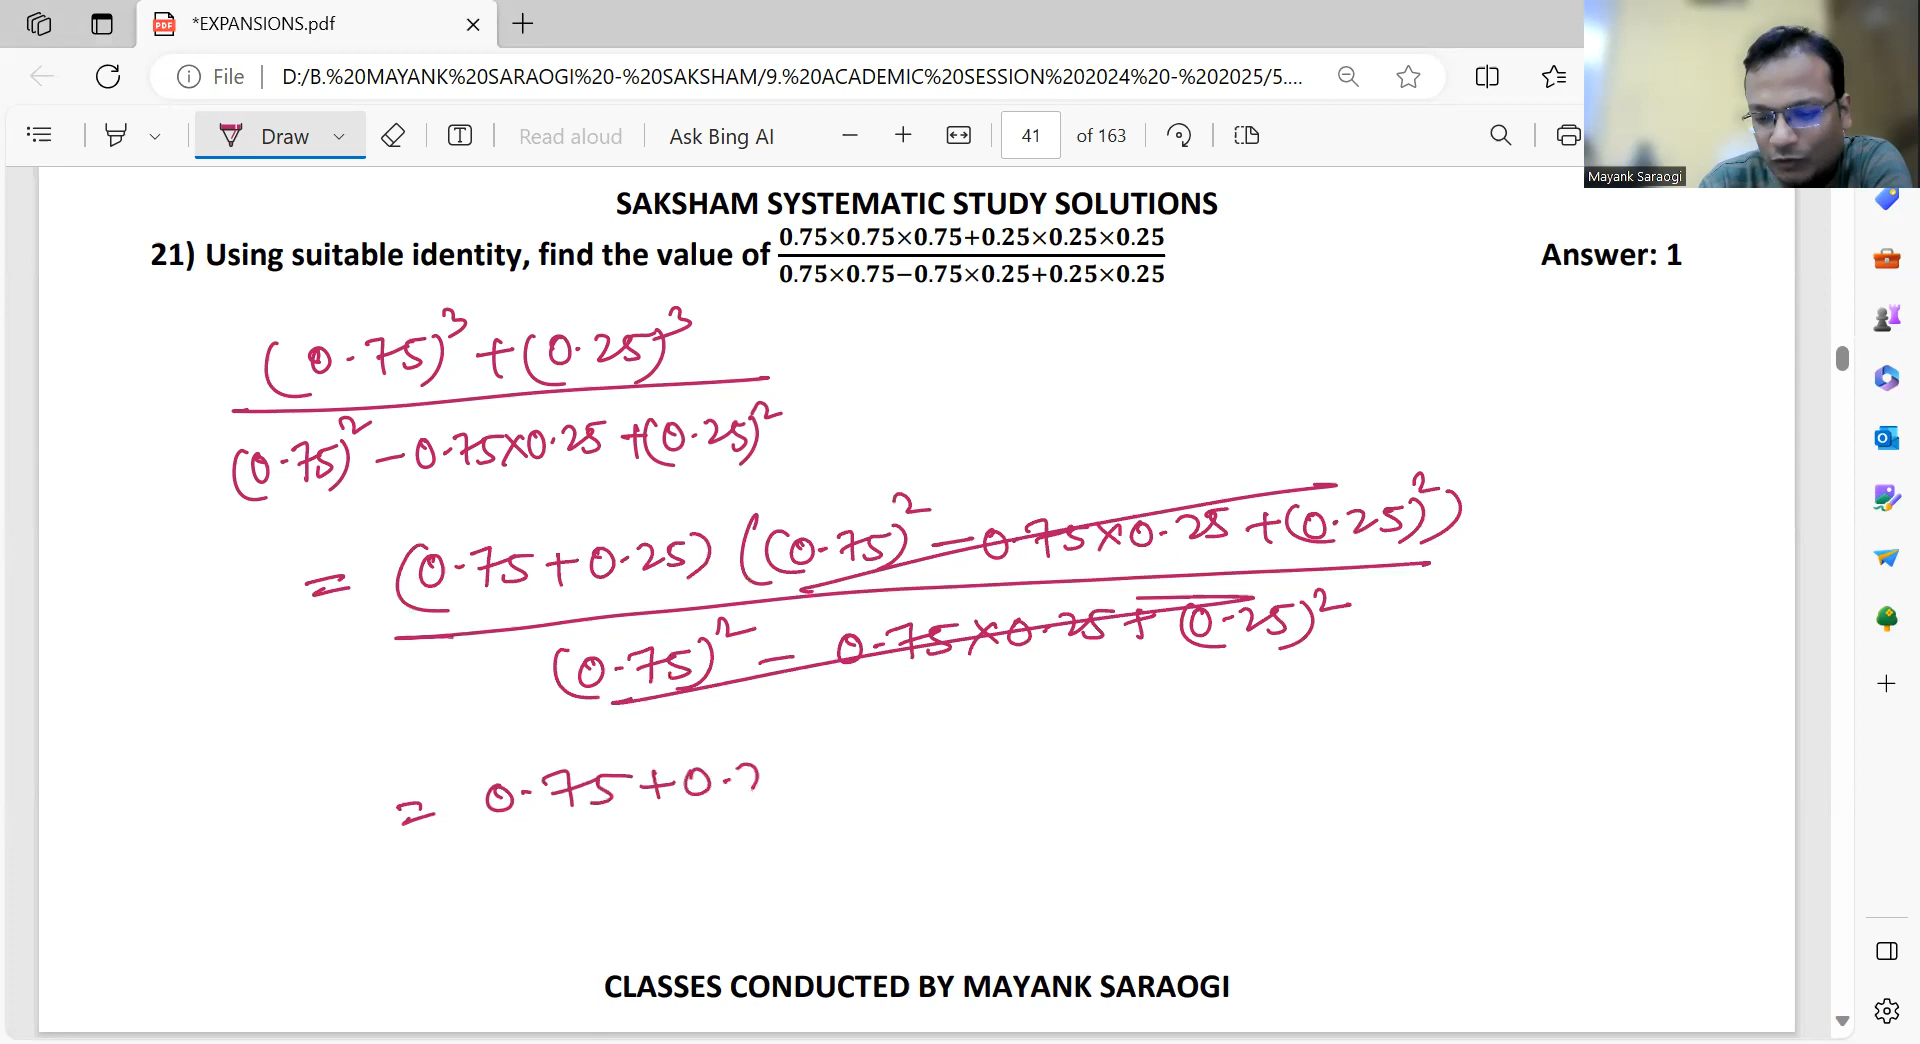 *EXPANSIONS.pdf
File
D:/B.%20MAYANK%20SARAOGI%20-%20SAKSHAM/9.%20ACADEMIC%20SESSION%202024%20-%202025/5....
Draw
Read aloud
Ask Bing AI
41 of 163
Mayank Saraogi
SAKSHAM SYSTEMATIC STUDY SOLUTIONS
21) Using suitable identity, find the value of 0.75×0.75×0.75+0.25×0.25×0.25 Answer: 1
0.75×0.75−0.75×0.25+0.25×0.25
(0.75)³ + (0.25)³
(0.75)² − 0.75×0.25 + (0.25)²
= (0.75+0.25) ((0.75)² − 0.75×0.25 + (0.25)²)
(0.75)² − 0.75×0.25 + (0.25)²
= 0.75+0.
CLASSES CONDUCTED BY MAYANK SARAOGI